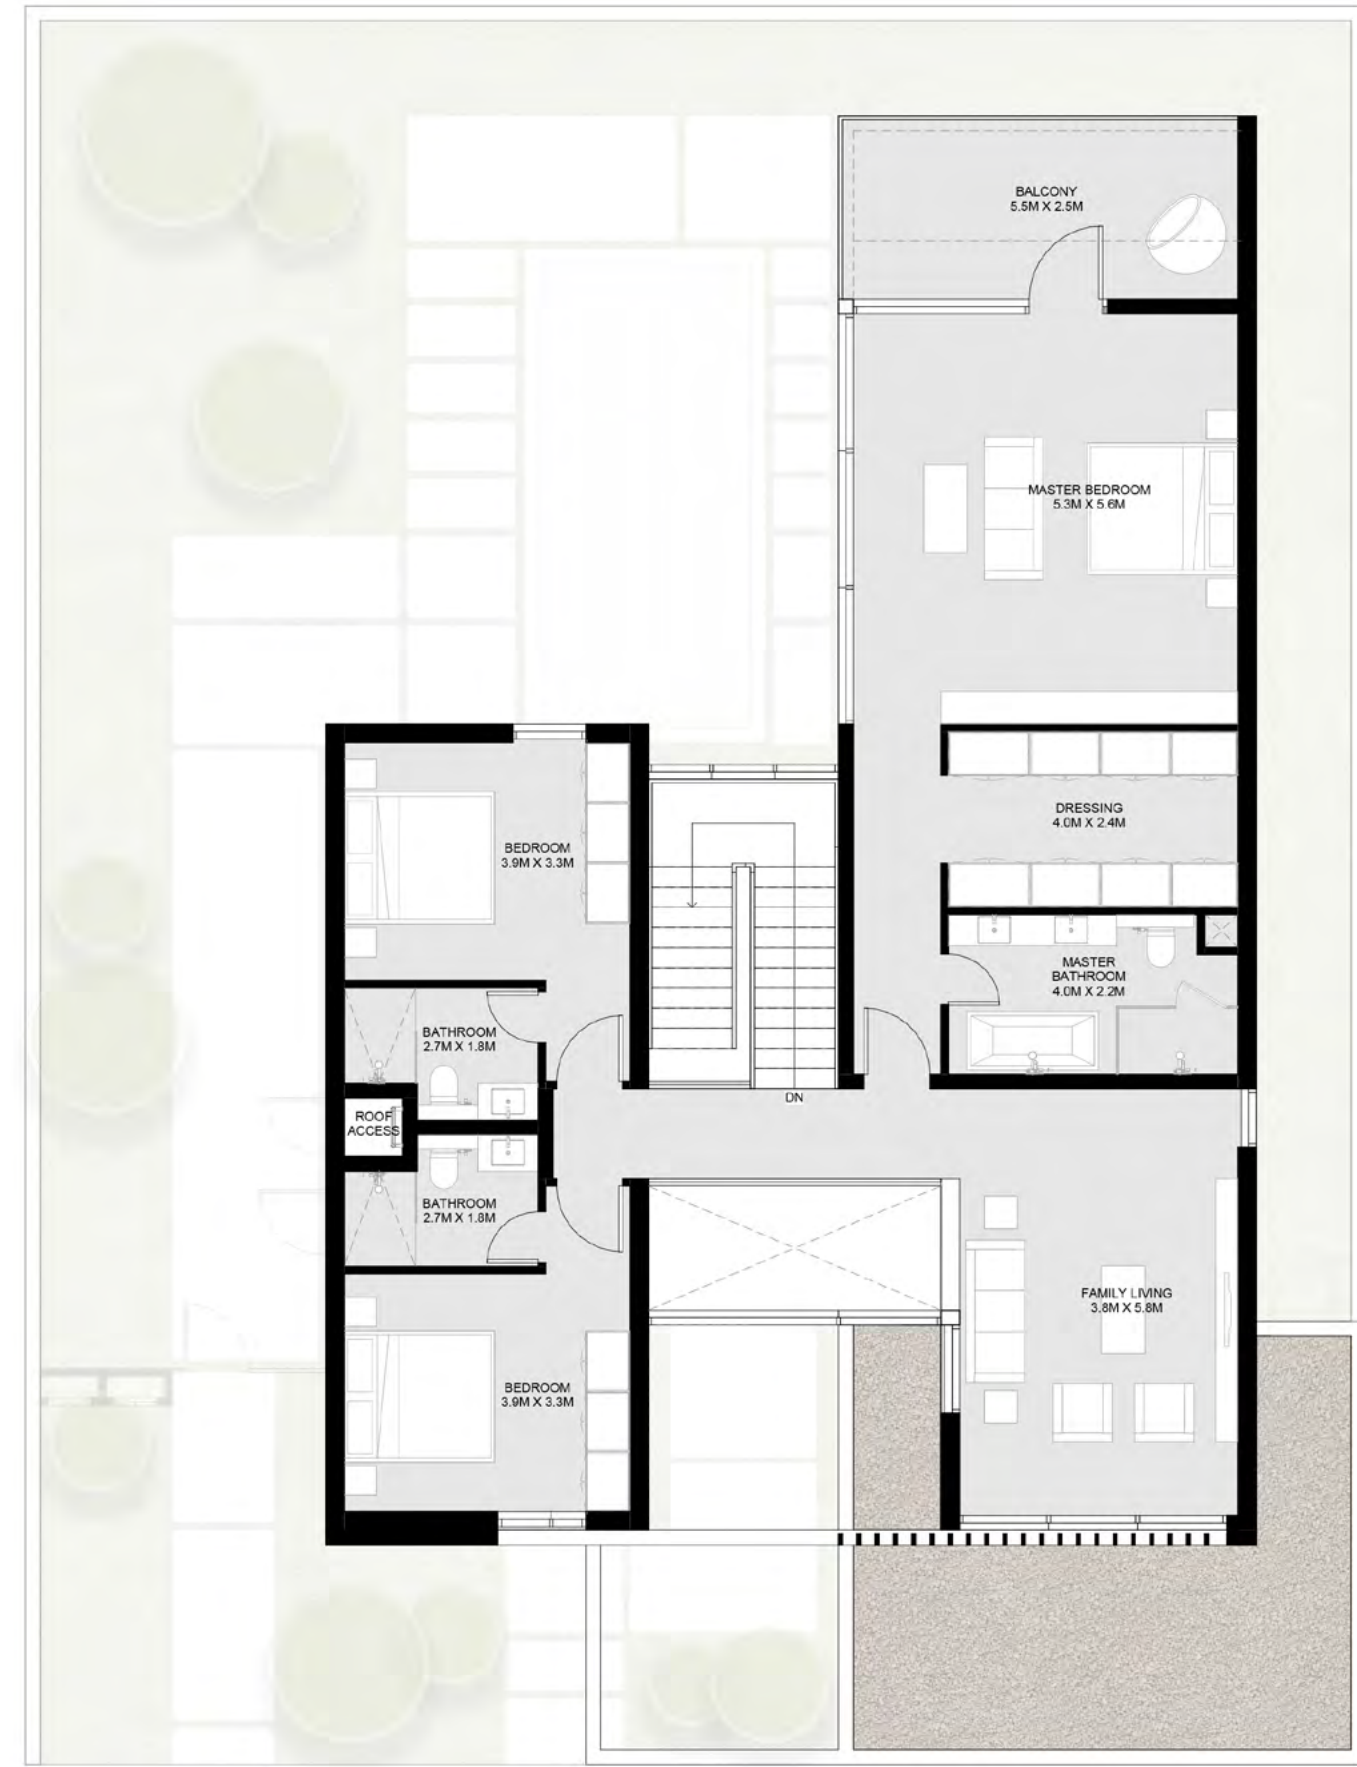 BALCONY
5.5M X 2.5M
MASTER BEDROOM
5.3M X 5.6M
DRESSING
4.0M X 2.4M
BEDROOM
3.9M X 3.3M
MASTER
BATHROOM
4.0M X 2.2M
BATHROOM
2.7M X 1.8M
DN
ROOF
ACCESS
BATHROOM
2.7M X 1.8M
FAMILY LIVING
3.8M X 5.8M
BEDROOM
3.9M X 3.3M